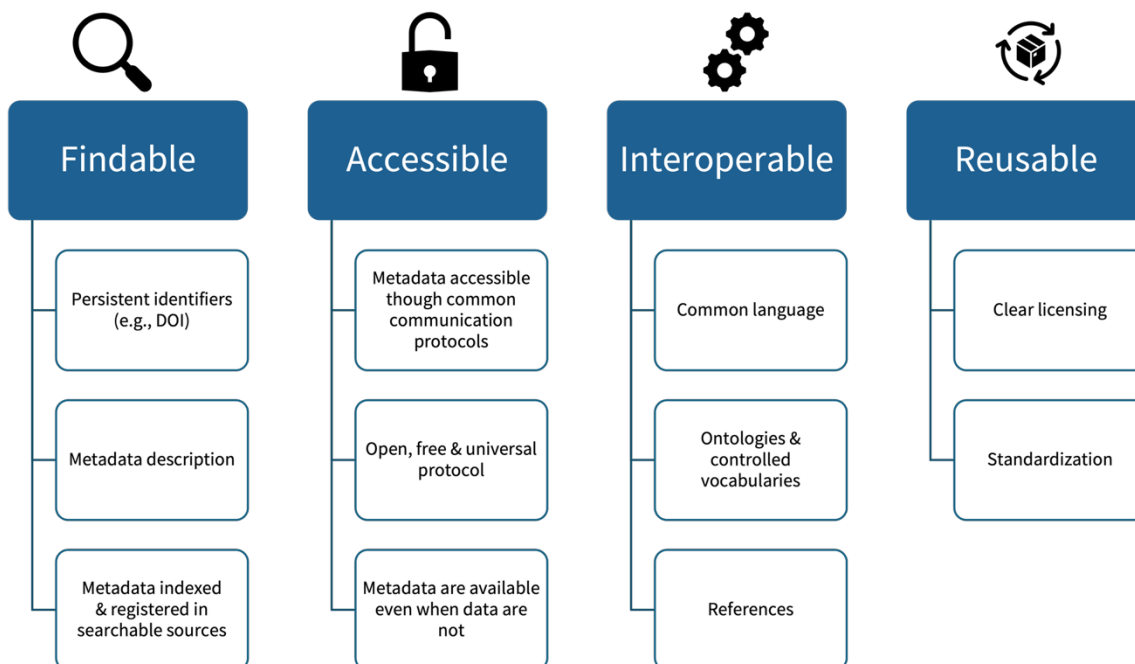 Findable
Persistent identifiers
(e.g., DOI)
Metadata description
Metadata indexed
& registered in
searchable sources
Accessible
Metadata accessible
though common
communication
protocols
Open, free & universal
protocol
Metadata are available
even when data are
not
Interoperable
Common language
Ontologies &
controlled
vocabularies
References
Reusable
Clear licensing
Standardization